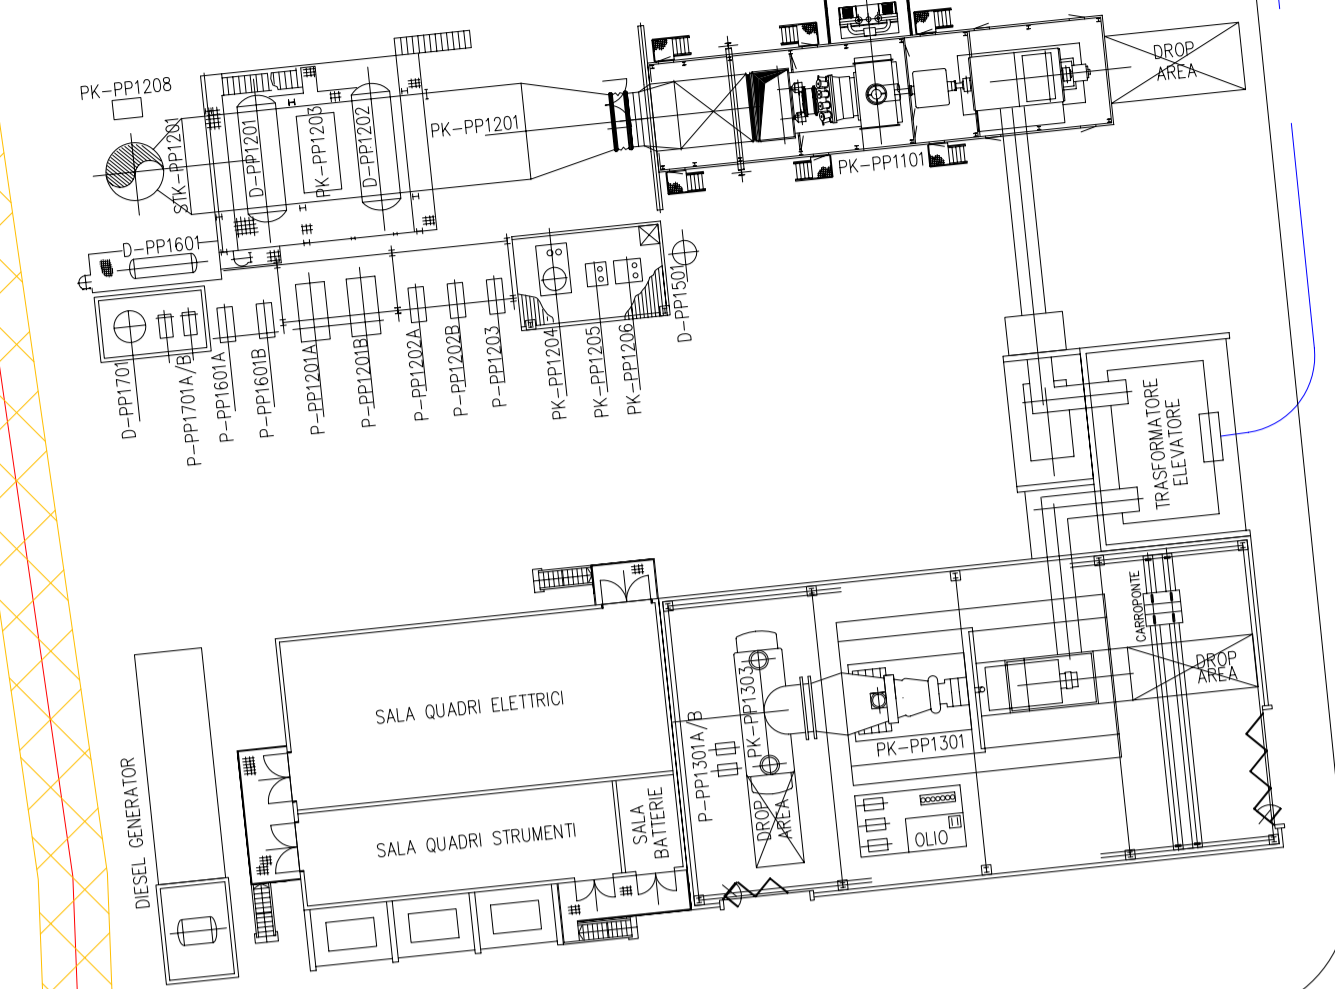 DROP
AREA
PK-PP1208
STK-PP1201
D-PP1201
PK-PP1203
D-PP1202
PK-PP1201
PK-PP1101
D-PP1601
D-PP1501
D-PP1701
P-PP1701A/B
P-PP1601A
P-PP1601B
P-PP1201A
P-PP1201B
P-PP1202A
P-PP1202B
P-PP1203
PK-PP1204
PK-PP1205
PK-PP1206
TRASFORMATORE
ELEVATORE
CARROPONTE
DROP
AREA
SALA QUADRI ELETTRICI
PK-PP1303
P-PP1301A/B
PK-PP1301
DIESEL GENERATOR
SALA QUADRI STRUMENTI
SALA
BATTERIE
DROP
AREA
OLIO